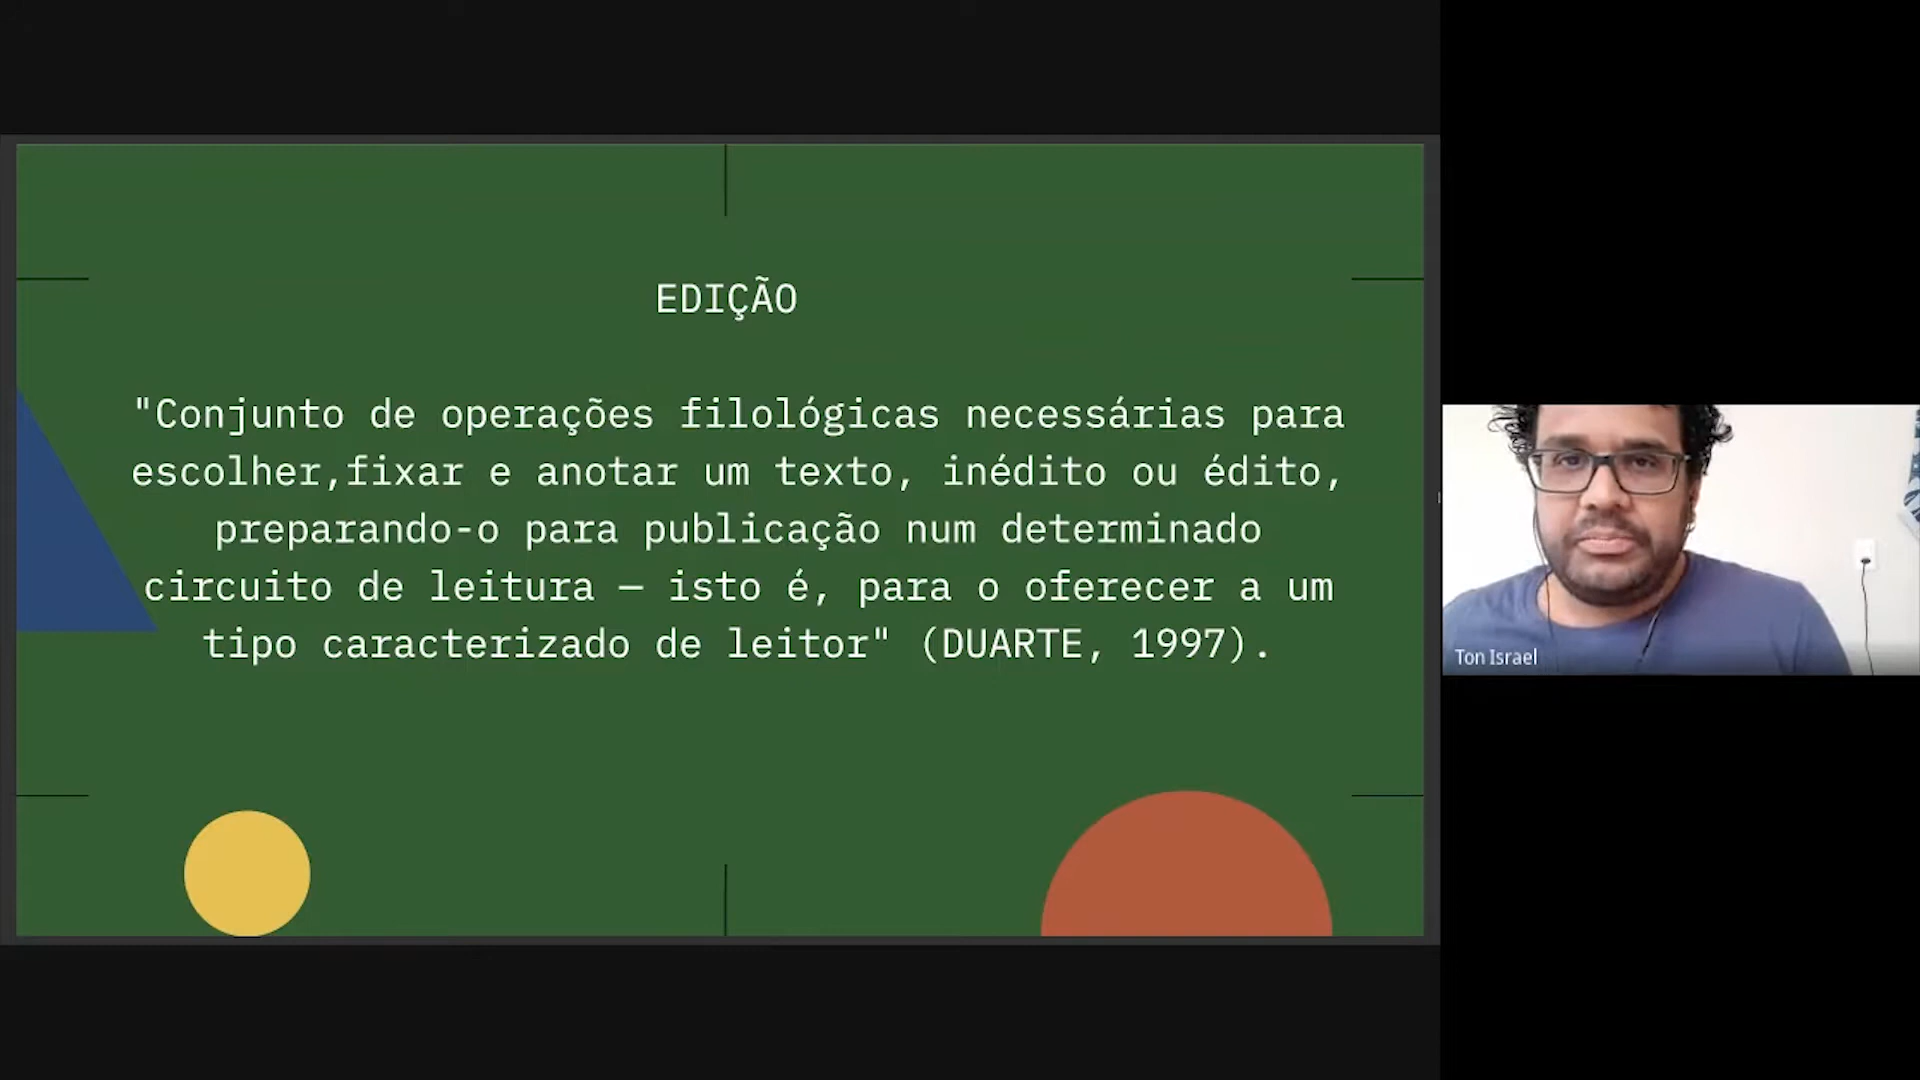 EDIÇÃO
"Conjunto de operações filológicas necessárias para
escolher,fixar e anotar um texto, inédito ou édito,
preparando-o para publicação num determinado
circuito de leitura — isto é, para o oferecer a um
tipo caracterizado de leitor" (DUARTE, 1997).
Ton Israel